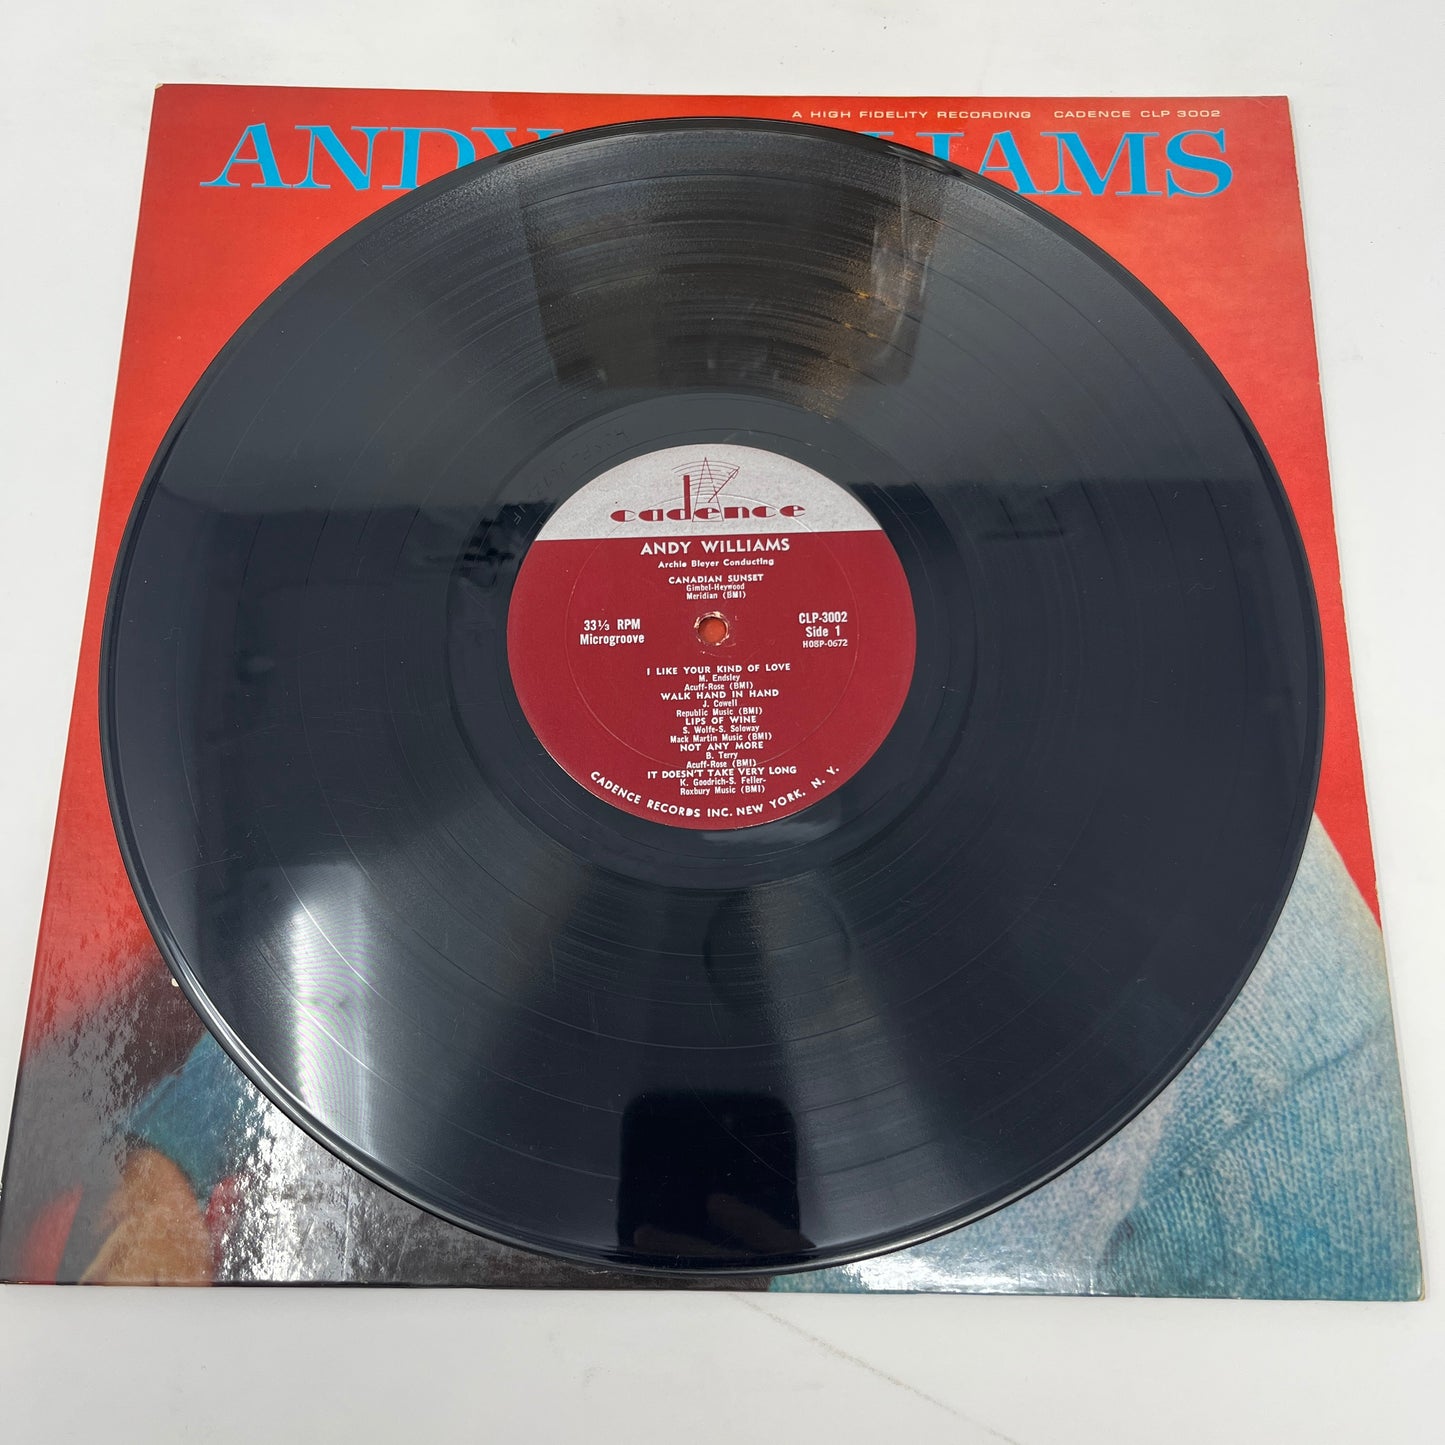 A HIGH FIDELITY RECORDING CADENCE CLP 3002
ANDY LIAMS
cadence
ANDY WILLIAMS
Archie Bleyer Conducting
CANADIAN SUNSET
Gimbel-Heywood
Meridian (BMI)
33⅓ RPM
Microgroove
CLP-3002
Side 1
H08P-0672
I LIKE YOUR KIND OF LOVE
M. Endsley
Acuff-Rose (BMI)
WALK HAND IN HAND
J. Cowell
Republic Music (BMI)
LIPS OF WINE
S. Wolfe-S. Soloway
Mack Martin Music (BMI)
NOT ANY MORE
B. Terry
Acuff-Rose (BMI)
IT DOESN'T TAKE VERY LONG
K. Goodrich-S. Feller-
Roxbury Music (BMI)
CADENCE RECORDS INC. NEW YORK, N. Y.